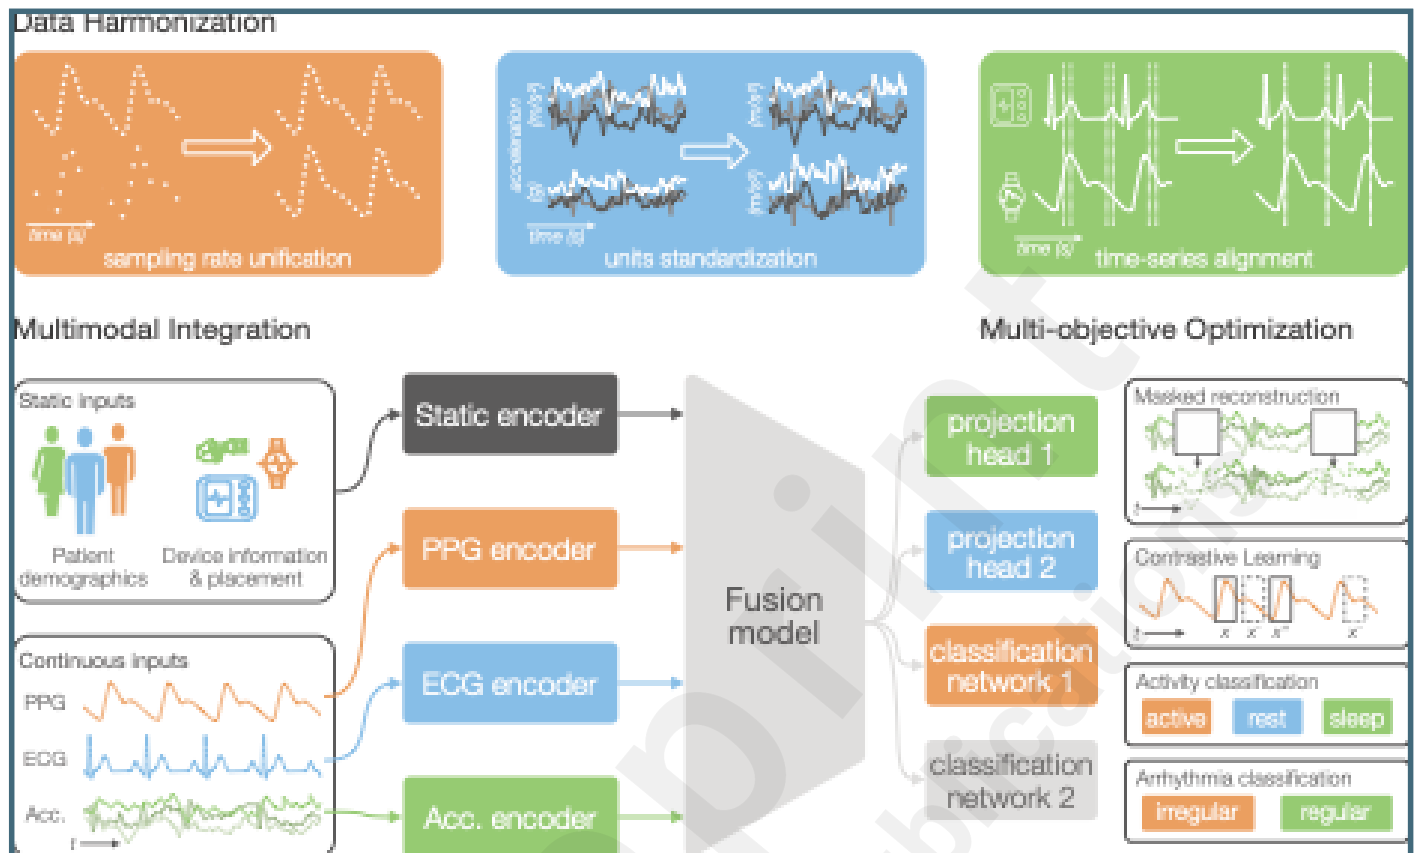 Data Harmonization
acceleration
(m/s²)
(g)
time (s)
(m/s²)
(m/s²)
time (s)
sampling rate unification
units standardization
time (s)
time-series alignment
Multimodal Integration
Multi-objective Optimization
Static inputs
Patient
demographics
Device information
& placement
Continuous inputs
PPG
ECG
Acc.
t
Static encoder
PPG encoder
ECG encoder
Acc. encoder
Fusion
model
projection
head 1
projection
head 2
classification
network 1
classification
network 2
Masked reconstruction
t
Contrastive Learning
t
x x⁻ x⁺ x⁻
Activity classification
active rest sleep
Arrhythmia classification
irregular regular